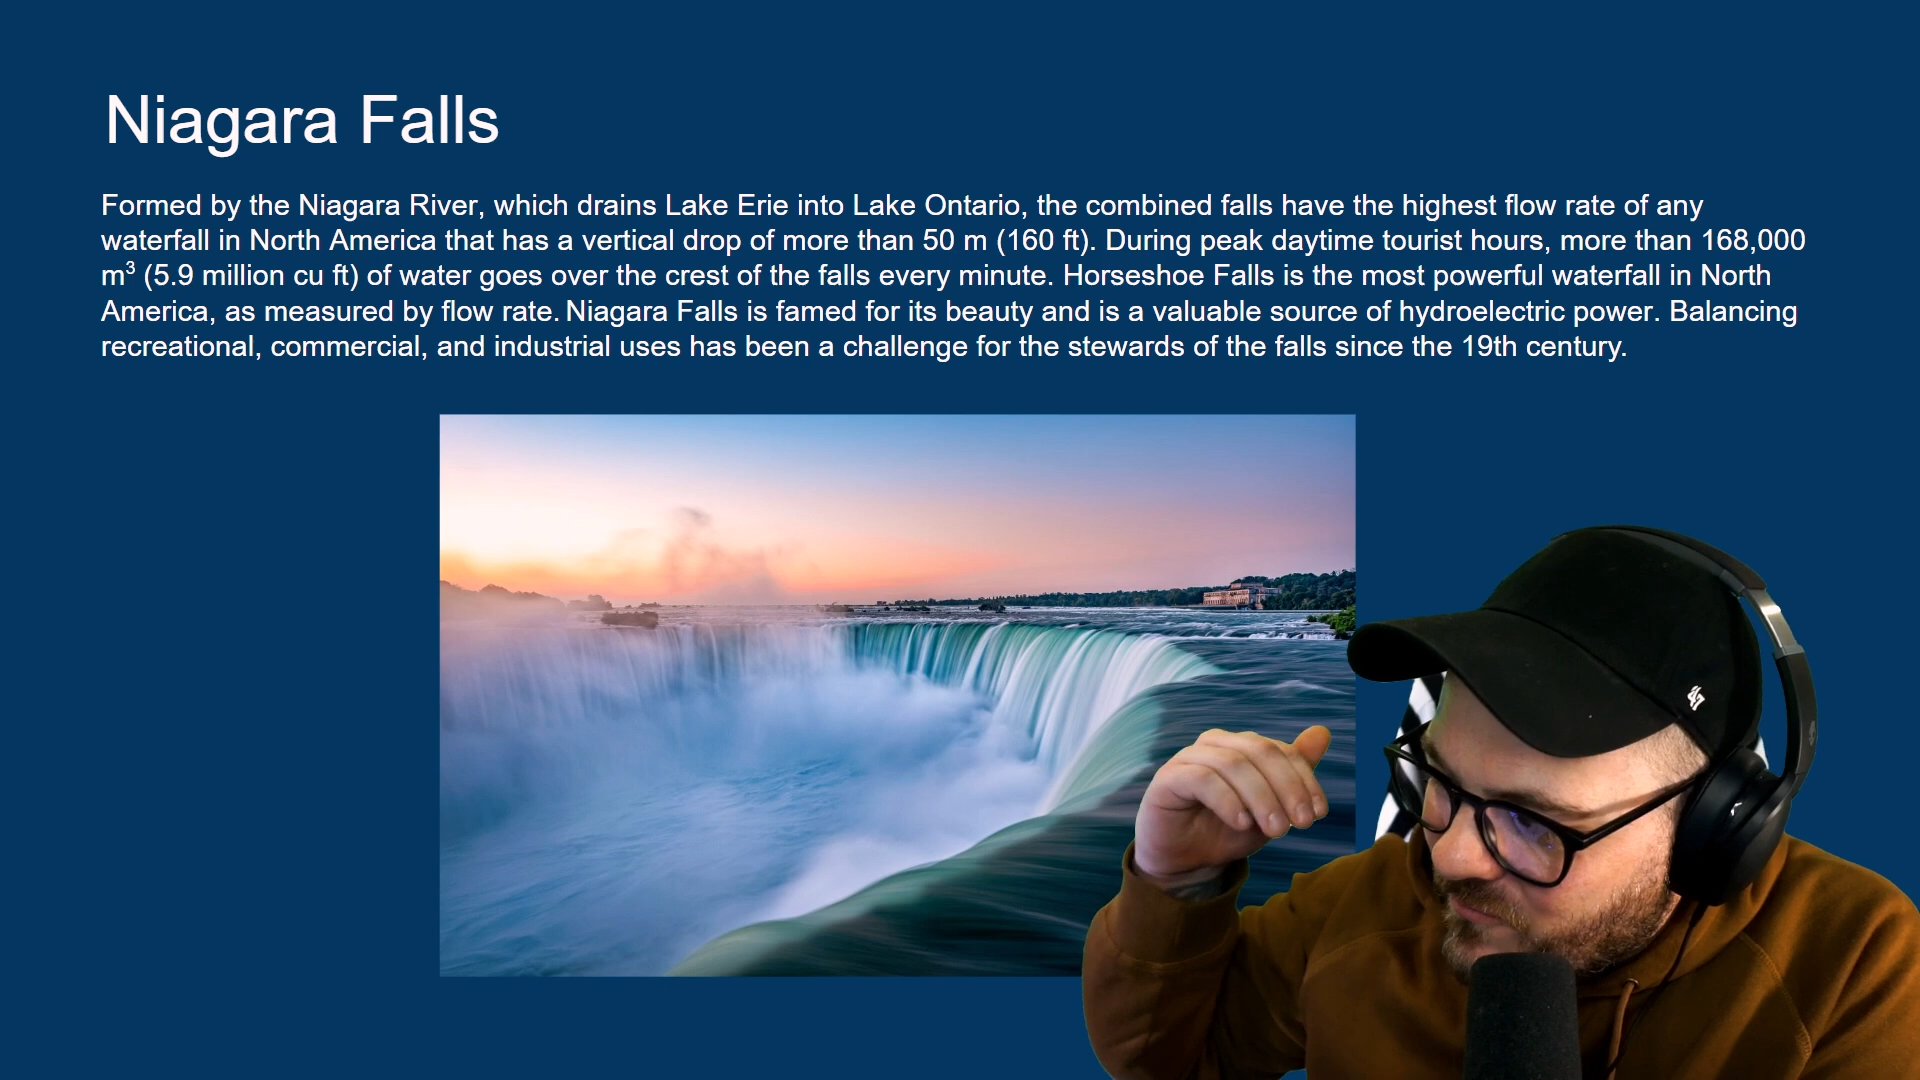 Niagara Falls
Formed by the Niagara River, which drains Lake Erie into Lake Ontario, the combined falls have the highest flow rate of any
waterfall in North America that has a vertical drop of more than 50 m (160 ft). During peak daytime tourist hours, more than 168,000
m³ (5.9 million cu ft) of water goes over the crest of the falls every minute. Horseshoe Falls is the most powerful waterfall in North
America, as measured by flow rate. Niagara Falls is famed for its beauty and is a valuable source of hydroelectric power. Balancing
recreational, commercial, and industrial uses has been a challenge for the stewards of the falls since the 19th century.
47